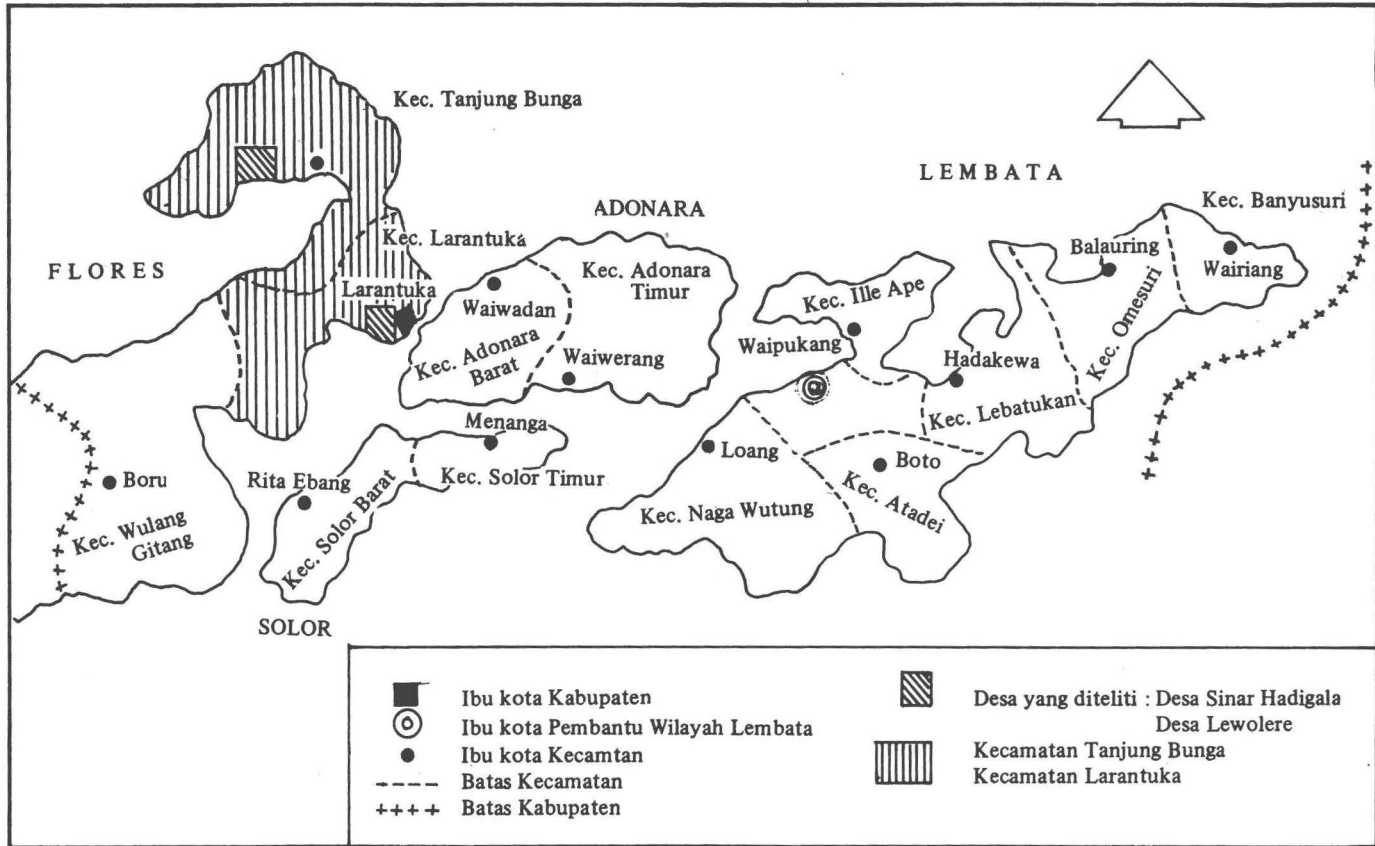 Kec. Tanjung Bunga
LEMBATA
Kec. Banyusuri
ADONARA
Kec. Larantuka
Balauring
Wairiang
FLORES
Kec. Adonara
Timur
Larantuka
Kec. Ille Ape
Waiwadan
Kec. Omesuri
Waipukang
Kec. Adonara
Barat
Waiwerang
Hadakewa
Kec. Lebatukan
Menanga
Loang
Boto
Boru
Rita Ebang
Kec. Solor Timur
Kec. Solor Barat
Kec. Atadei
Kec. Naga Wutung
Kec. Wulang
Gitang
SOLOR
Ibu kota Kabupaten
Ibu kota Pembantu Wilayah Lembata
Ibu kota Kecamtan
Batas Kecamatan
Batas Kabupaten
Desa yang diteliti : Desa Sinar Hadigala
Desa Lewolere
Kecamatan Tanjung Bunga
Kecamatan Larantuka